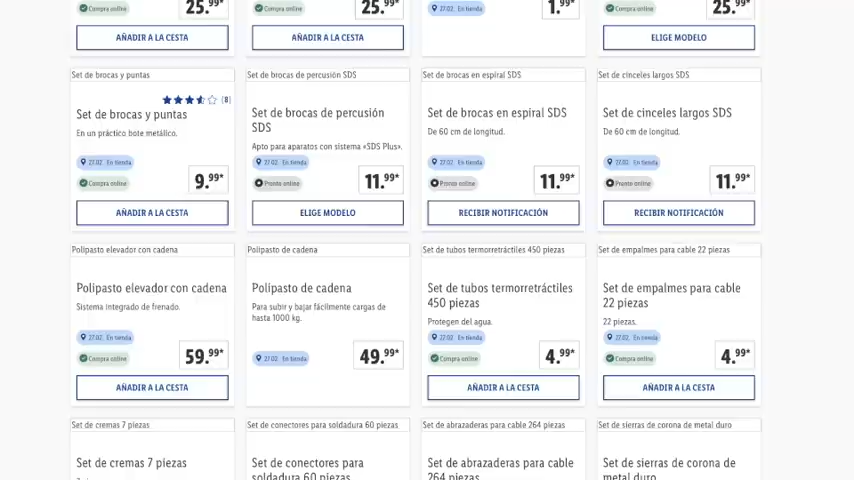 Compra online
25.99*
Compra online
25.99*
27.02. En tienda
1.99*
Compra online
25.99*
AÑADIR A LA CESTA
AÑADIR A LA CESTA
ELIGE MODELO
Set de brocas y puntas
(8)
Set de brocas y puntas
En un práctico bote metálico.
27.02. En tienda
Compra online
9.99*
AÑADIR A LA CESTA
Set de brocas de percusión SDS
Set de brocas de percusión
SDS
Apto para aparatos con sistema «SDS Plus».
27.02. En tienda
Pronto online
11.99*
ELIGE MODELO
Set de brocas en espiral SDS
Set de brocas en espiral SDS
De 60 cm de longitud.
27.02. En tienda
Pronto online
11.99*
RECIBIR NOTIFICACIÓN
Set de cinceles largos SDS
Set de cinceles largos SDS
De 60 cm de longitud.
27.02. En tienda
Pronto online
11.99*
RECIBIR NOTIFICACIÓN
Polipasto elevador con cadena
Polipasto elevador con cadena
Sistema integrado de frenado.
27.02. En tienda
Compra online
59.99*
AÑADIR A LA CESTA
Polipasto de cadena
Polipasto de cadena
Para subir y bajar fácilmente cargas de
hasta 1000 kg.
27.02. En tienda
49.99*
Set de tubos termorretráctiles 450 piezas
Set de tubos termorretráctiles
450 piezas
Protegen del agua.
27.02. En tienda
Compra online
4.99*
AÑADIR A LA CESTA
Set de empalmes para cable 22 piezas
Set de empalmes para cable
22 piezas
22 piezas.
27.02. En tienda
Compra online
4.99*
AÑADIR A LA CESTA
Set de cremas 7 piezas
Set de cremas 7 piezas
Set de conectores para soldadura 60 piezas
Set de conectores para
soldadura 60 piezas
Set de abrazaderas para cable 264 piezas
Set de abrazaderas para cable
264 piezas
Set de sierras de corona de metal duro
Set de sierras de corona de
metal duro